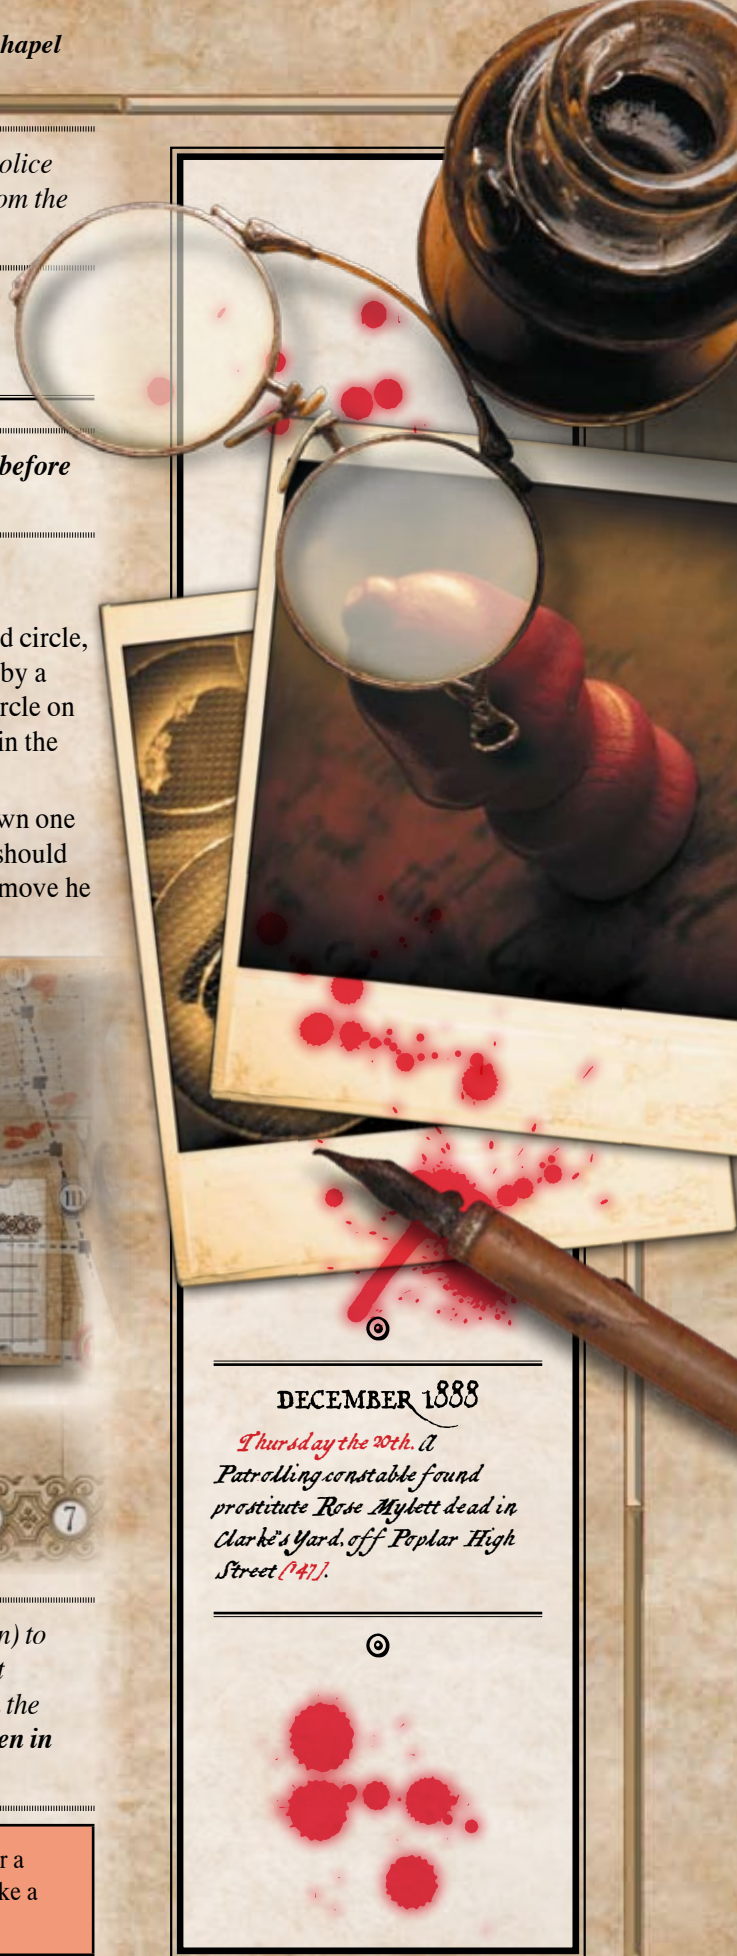 hapel
olice
om the
before
d circle,
by a
rcle on
in the
wn one
should
move he
III
7
n) to
t
the
en in
r a
ke a
DECEMBER 1888
Thursday the 20th. A
Patrolling constable found
prostitute Rose Mylett dead in
Clarke's Yard, off Poplar High
Street [147].